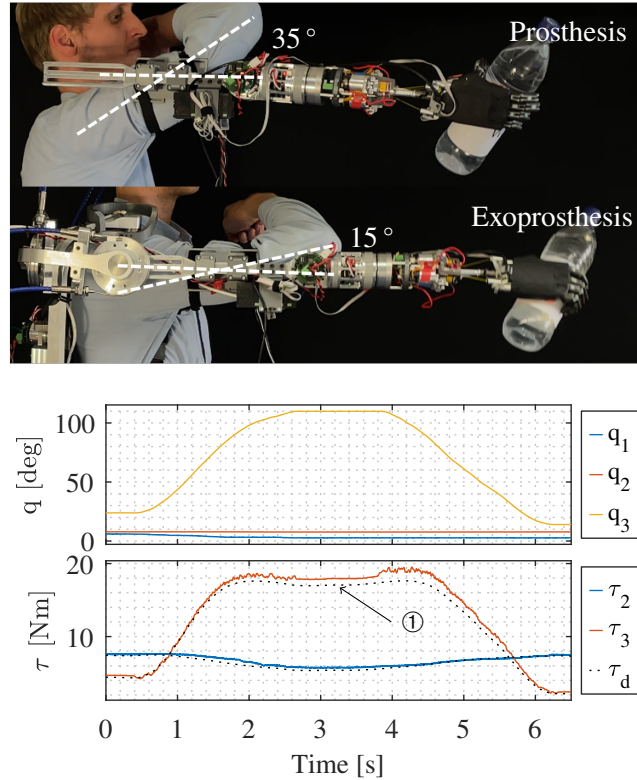 Prosthesis
35°
Exoprosthesis
15°
q [deg]
100
50
0
q1
q2
q3
τ [Nm]
20
10
①
τ2
τ3
τd
0 1 2 3 4 5 6
Time [s]